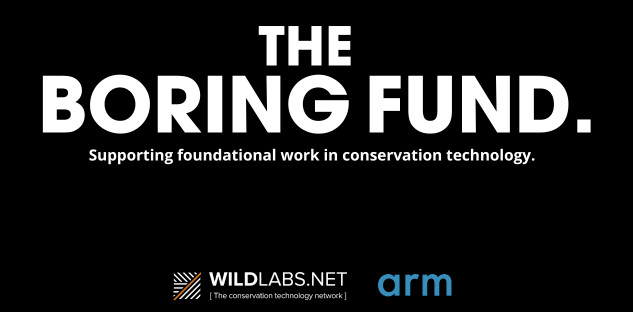 THE
BORING FUND.
Supporting foundational work in conservation technology.
WILDLABS.NET
[ The conservation technology network ]
arm